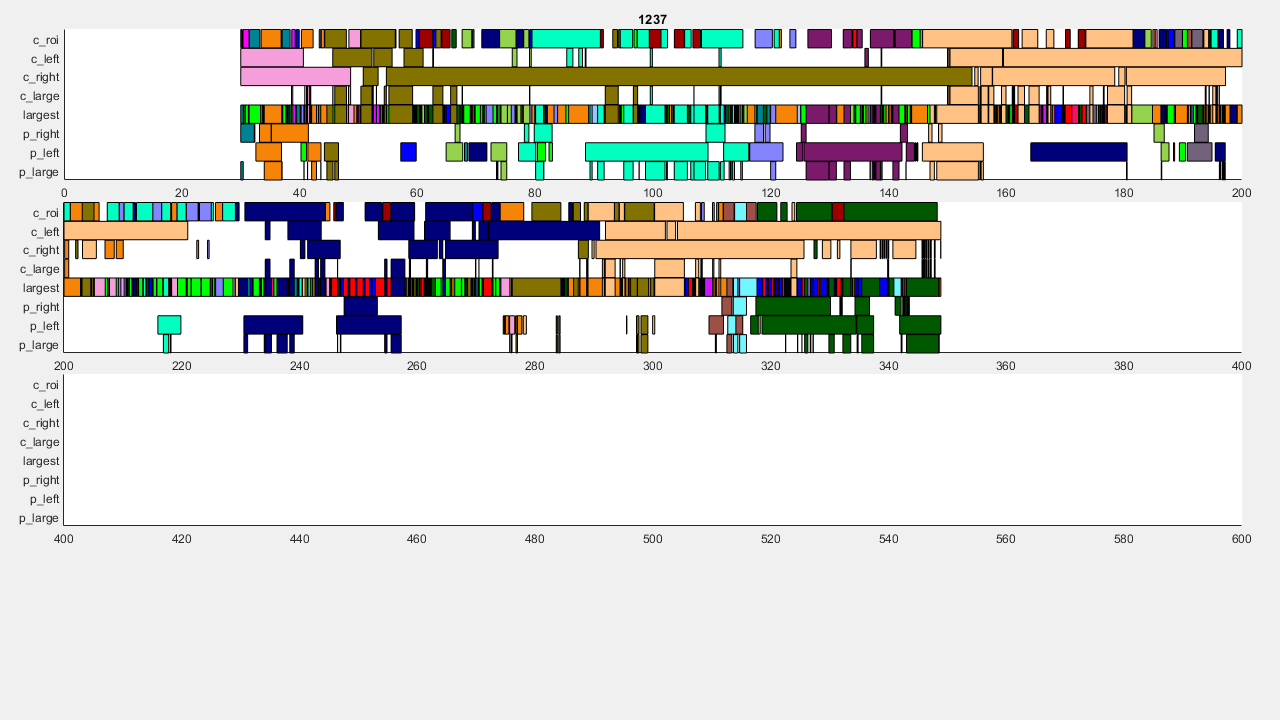 1237
c_roi
c_left
c_right
c_large
largest
p_right
p_left
p_large
0 20 40 60 80 100 120 140 160 180 200
c_roi
c_left
c_right
c_large
largest
p_right
p_left
p_large
200 220 240 260 280 300 320 340 360 380 400
c_roi
c_left
c_right
c_large
largest
p_right
p_left
p_large
400 420 440 460 480 500 520 540 560 580 600